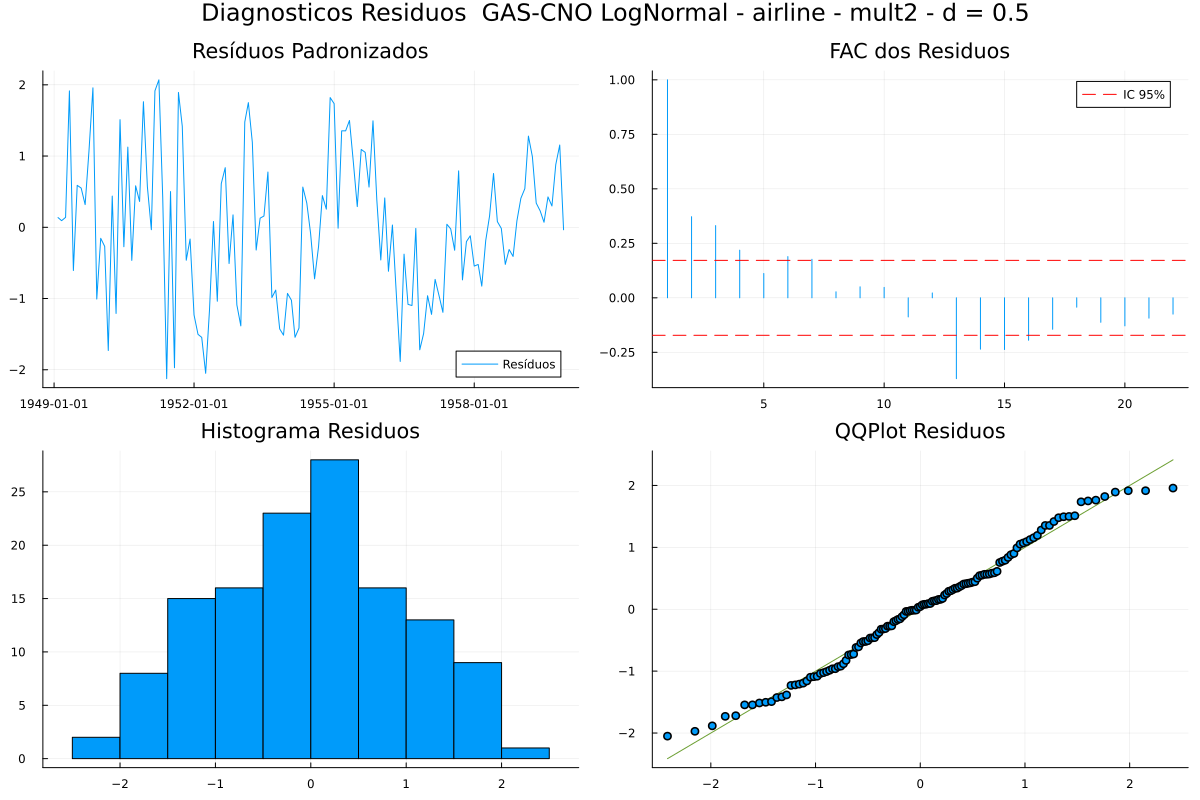 Diagnosticos Residuos  GAS-CNO LogNormal - airline - mult2 - d = 0.5
Resíduos Padronizados
2
1
0
−1
−2
1949-01-01 1952-01-01 1955-01-01 1958-01-01
Resíduos
FAC dos Residuos
1.00
0.75
0.50
0.25
0.00
−0.25
5 10 15 20
IC 95%
Histograma Residuos
25
20
15
10
5
0
−2 −1 0 1 2
QQPlot Residuos
2
1
0
−1
−2
−2 −1 0 1 2